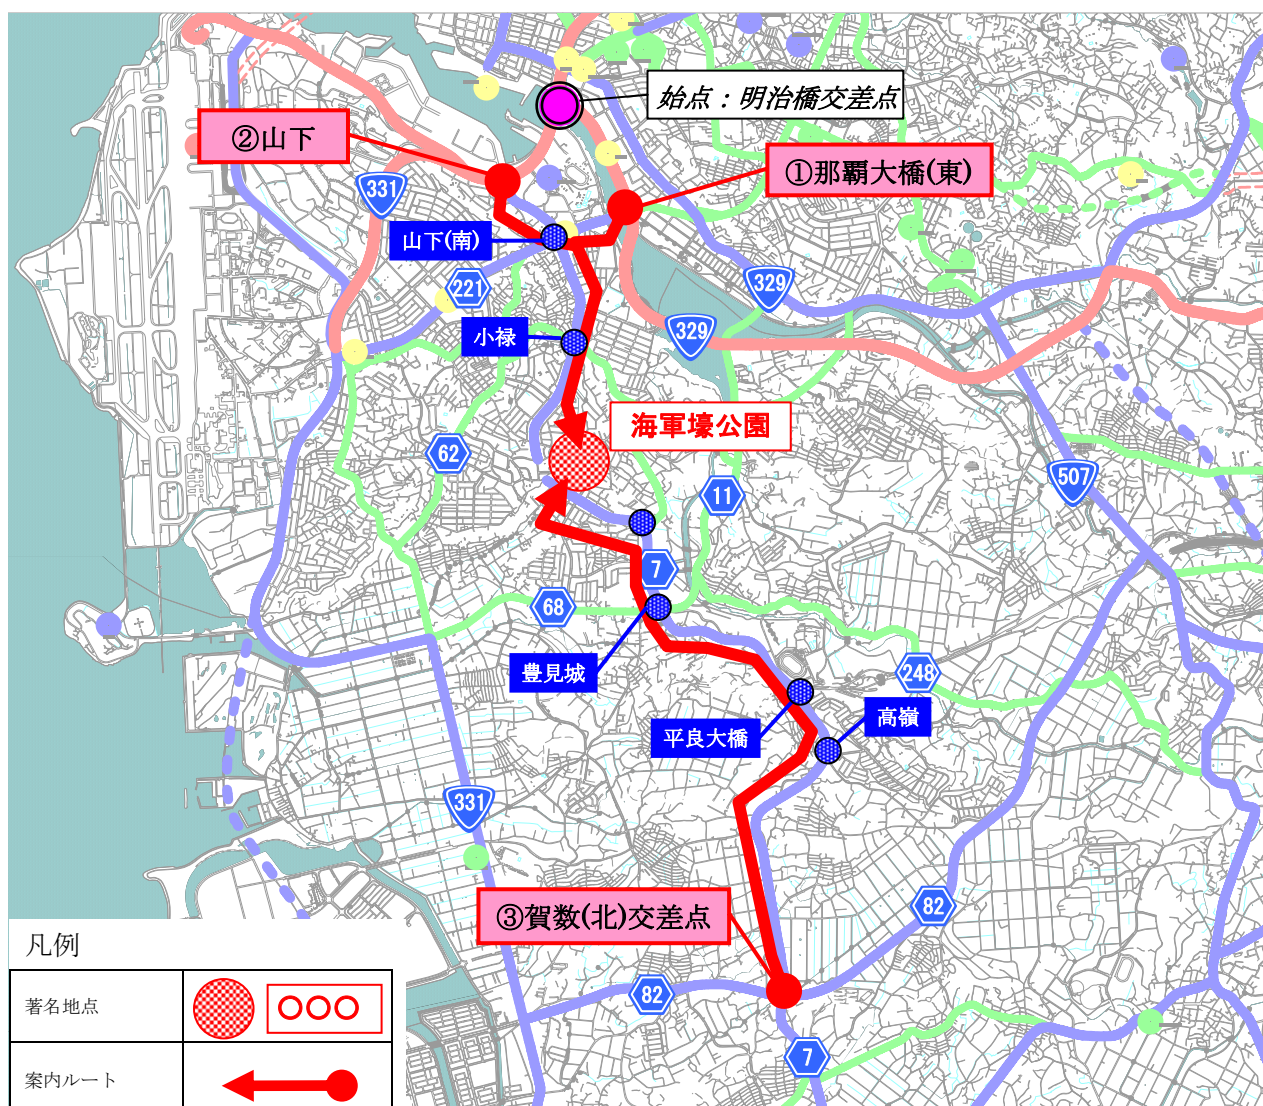 始点：明治橋交差点
②山下
①那覇大橋(東)
331
山下(南)
221
329
小禄
329
海軍壕公園
62
507
11
7
68
豊見城
248
高嶺
平良大橋
331
③賀数(北)交差点
82
凡例
82
著名地点
○○○
7
案内ルート